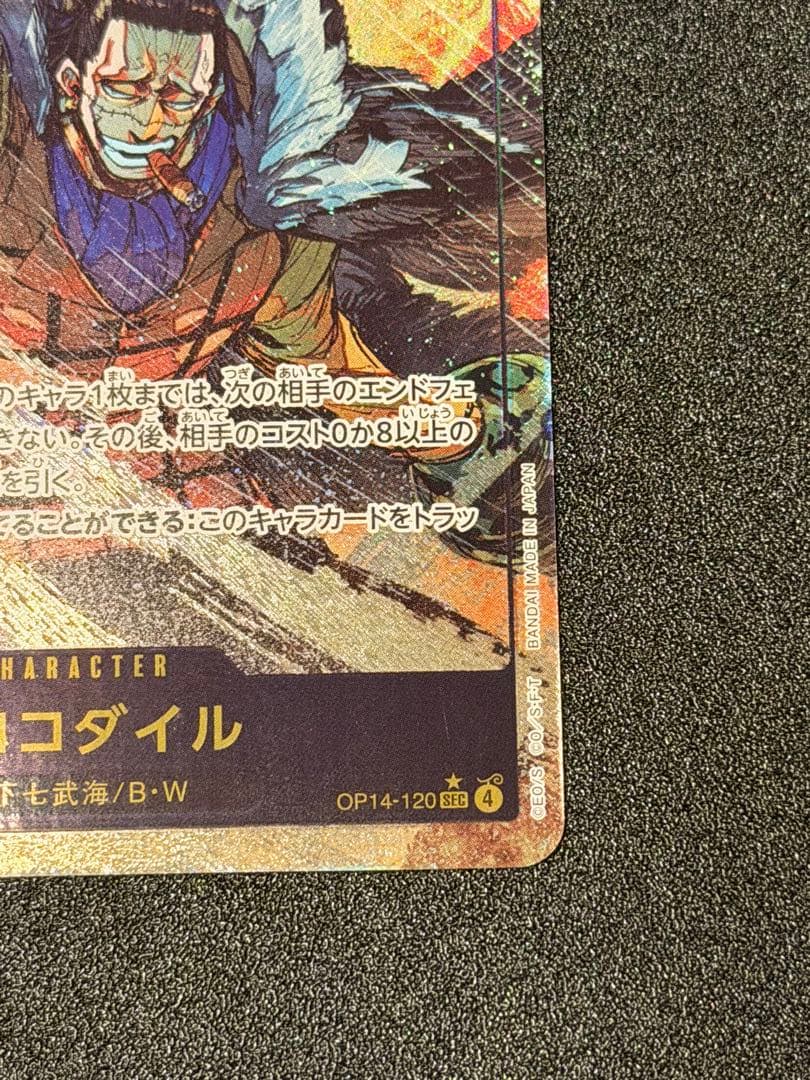 のキャラ1枚までは、次の相手のエンドフェ
きない。その後、相手のコスト0か8以上の
を引く。
てることができる:このキャラカードをトラッ
HARACTER
コダイル
下七武海/B・W
OP14-120 SEC 4
©EO/S ©O/S・F・T BANDAI MADE IN JAPAN